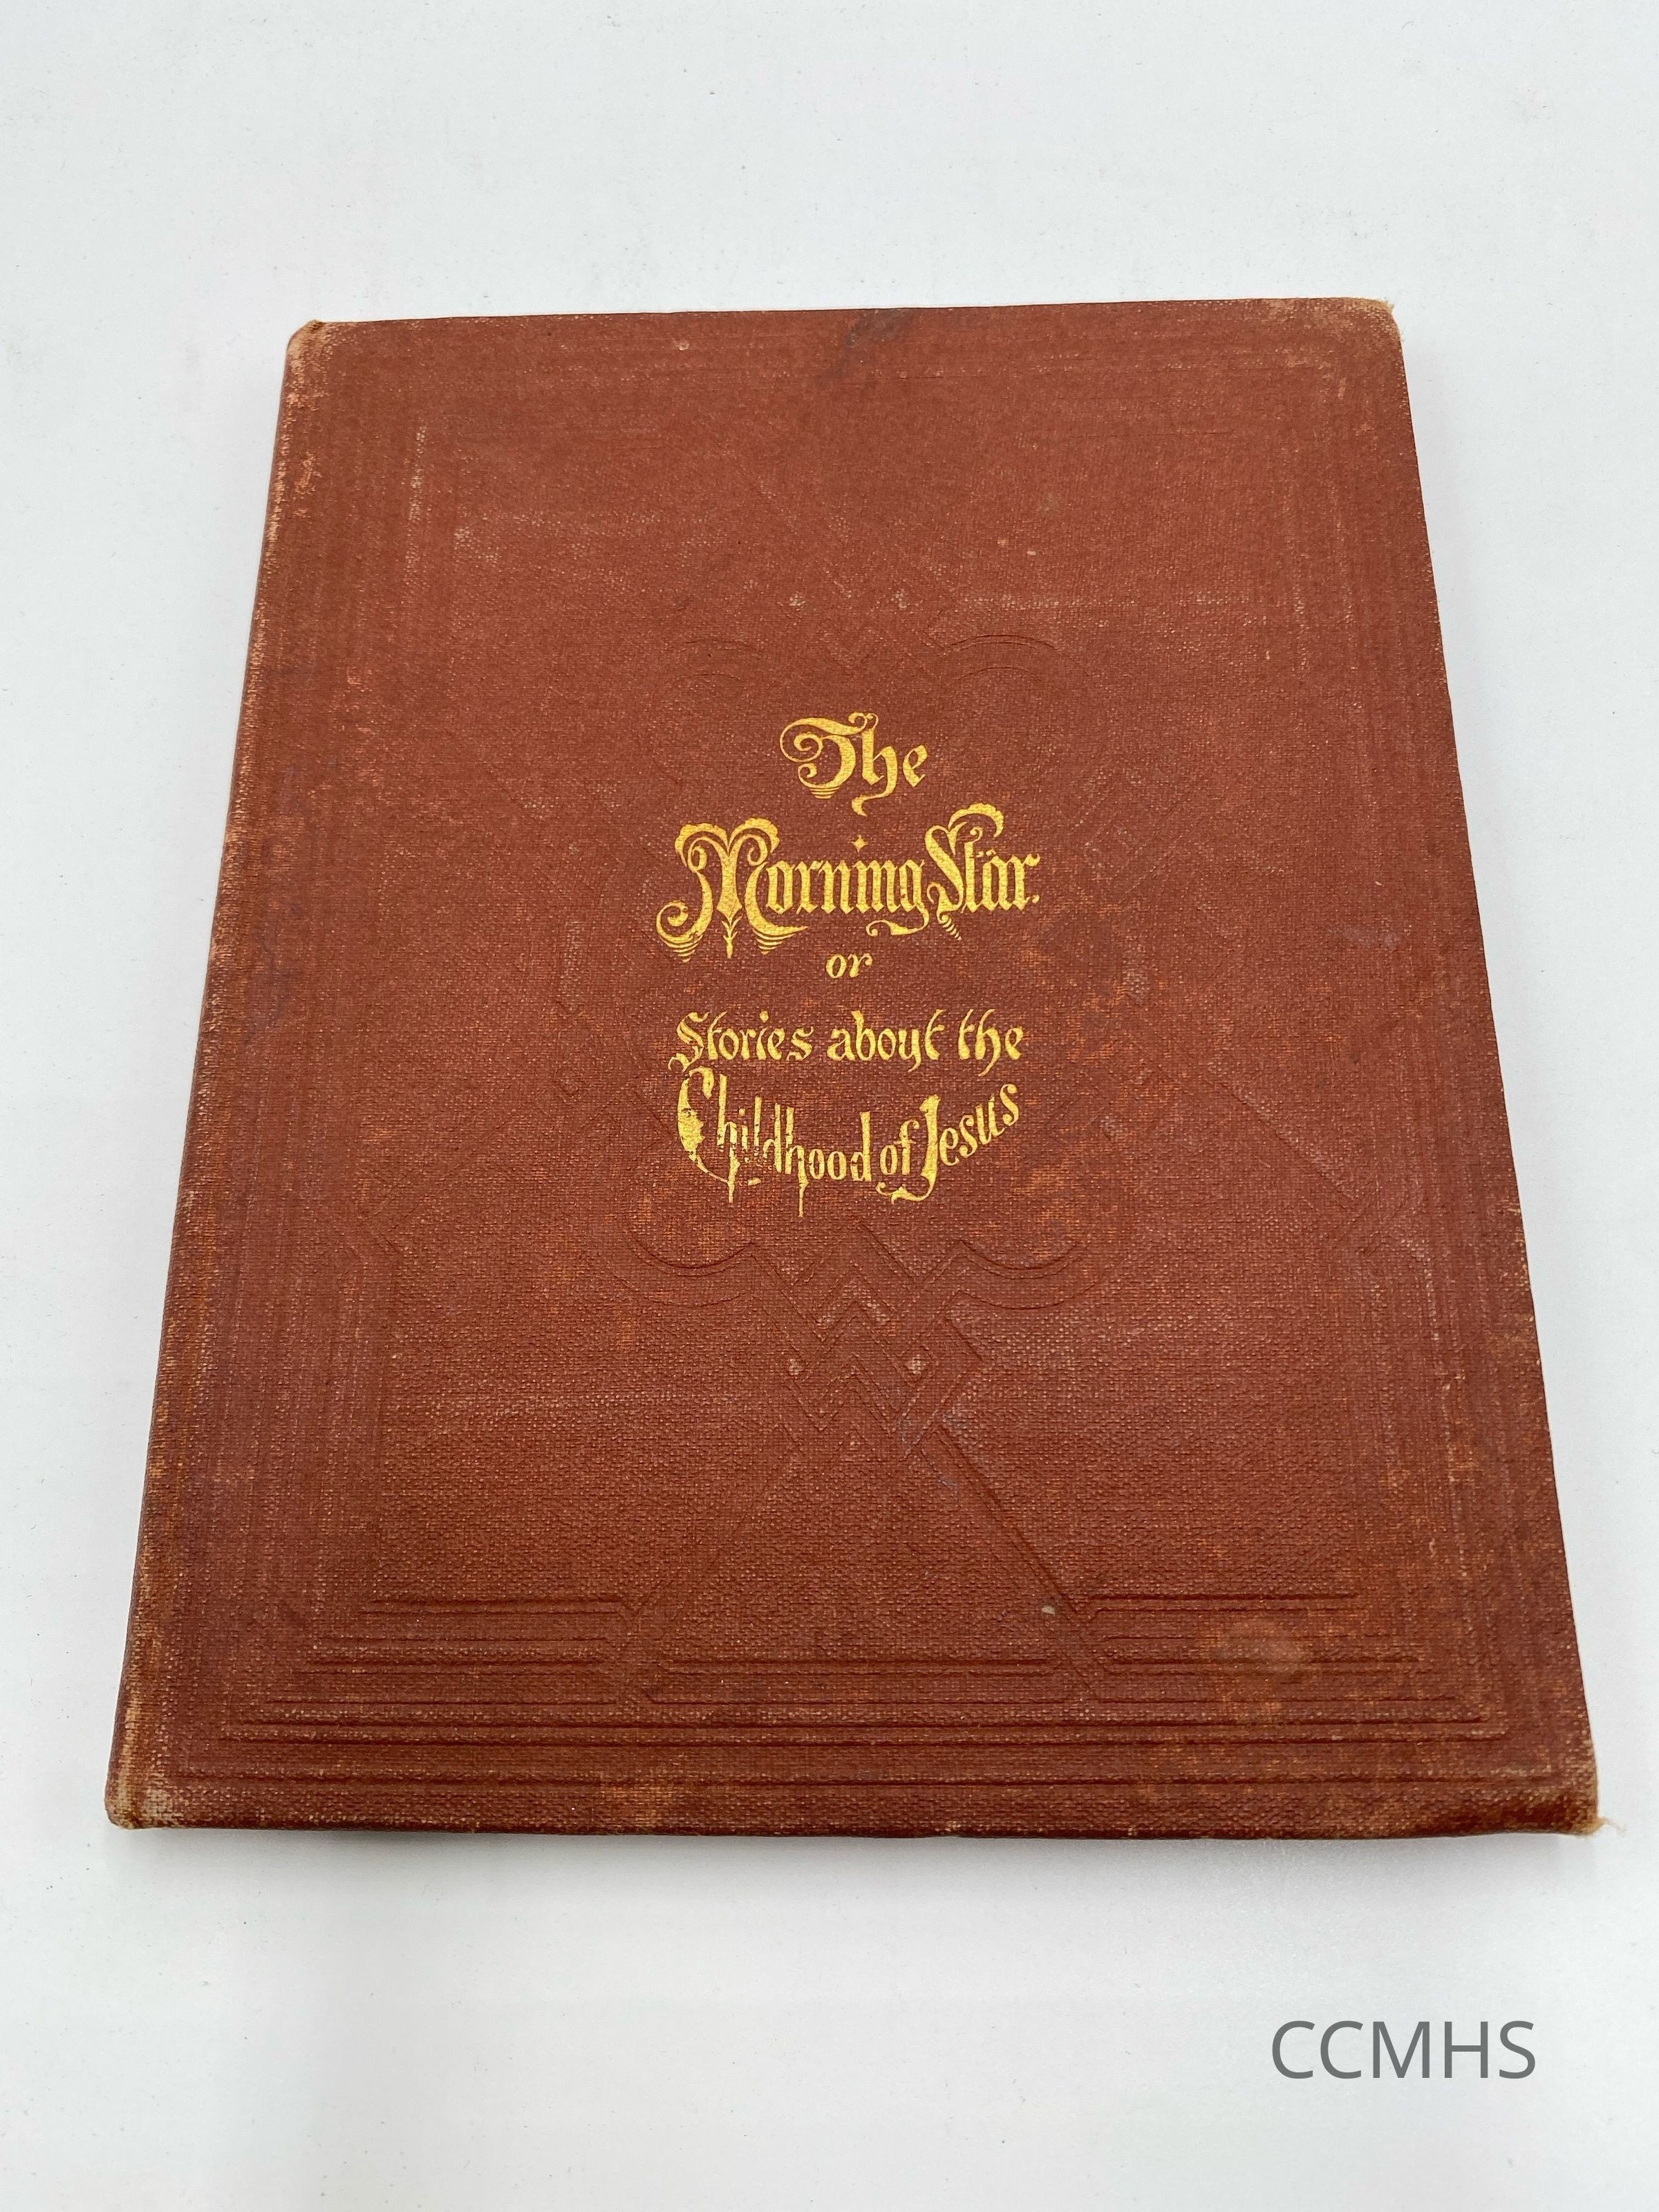 The
Morning Star.
or
Stories about the
Childhood of Jesus
CCMHS